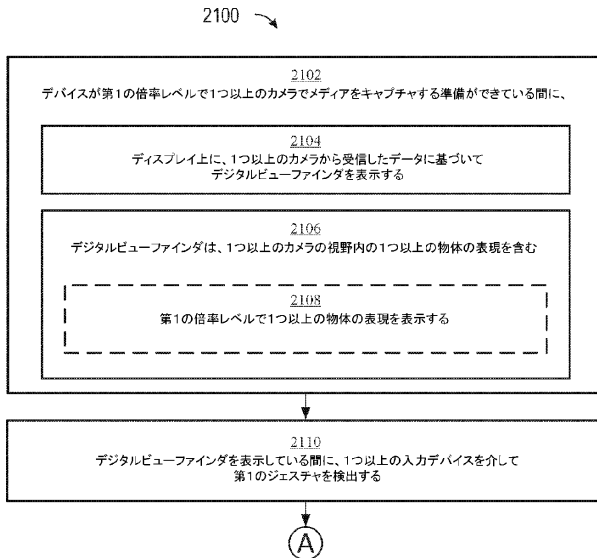 2100
2102
デバイスが第1の倍率レベルで1つ以上のカメラでメディアをキャプチャする準備ができている間に、
2104
ディスプレイ上に、1つ以上のカメラから受信したデータに基づいて
デジタルビューファインダを表示する
2106
デジタルビューファインダは、1つ以上のカメラの視野内の1つ以上の物体の表現を含む
2108
第1の倍率レベルで1つ以上の物体の表現を表示する
2110
デジタルビューファインダを表示している間に、1つ以上の入力デバイスを介して
第1のジェスチャを検出する
A